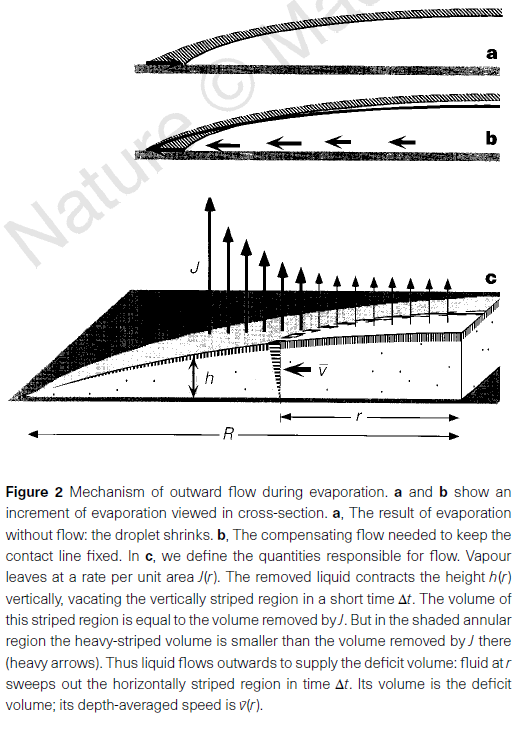 Nature © Ma
a
b
J
c
h
v̄
r
R
Figure 2 Mechanism of outward flow during evaporation. a and b show an
increment of evaporation viewed in cross-section. a, The result of evaporation
without flow: the droplet shrinks. b, The compensating flow needed to keep the
contact line fixed. In c, we define the quantities responsible for flow. Vapour
leaves at a rate per unit area J(r). The removed liquid contracts the height h(r)
vertically, vacating the vertically striped region in a short time Δt. The volume of
this striped region is equal to the volume removed by J. But in the shaded annular
region the heavy-striped volume is smaller than the volume removed by J there
(heavy arrows). Thus liquid flows outwards to supply the deficit volume: fluid at r
sweeps out the horizontally striped region in time Δt. Its volume is the deficit
volume; its depth-averaged speed is v̄(r).